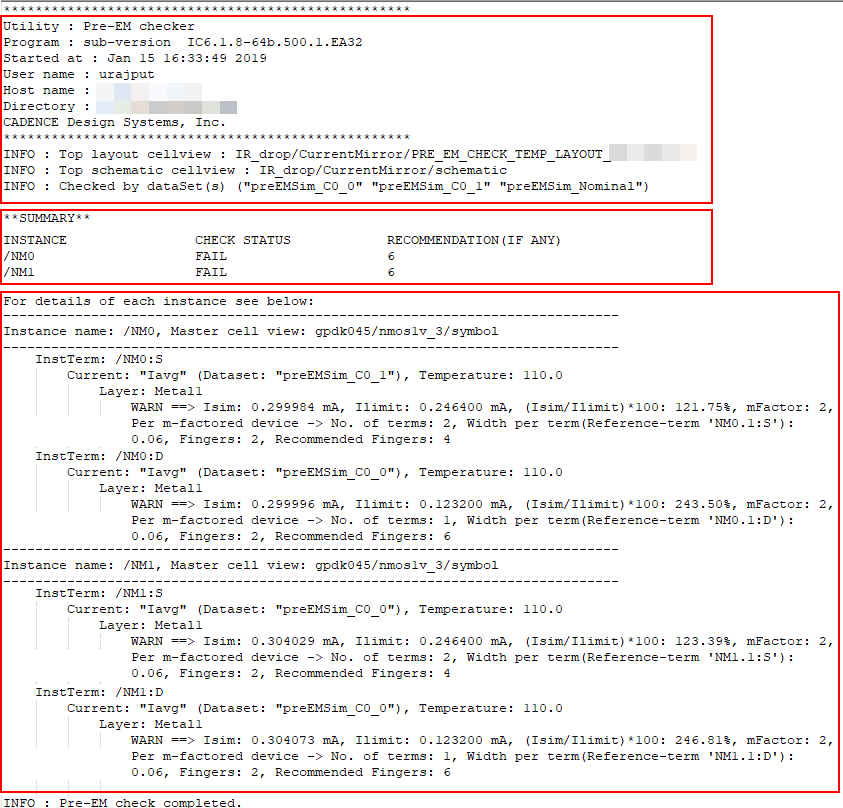 ***************************************************
Utility : Pre-EM checker
Program : sub-version  IC6.1.8-64b.500.1.EA32
Started at : Jan 15 16:33:49 2019
User name : urajput
Host name :
Directory :
CADENCE Design Systems, Inc.
***************************************************
INFO : Top layout cellview : IR_drop/CurrentMirror/PRE_EM_CHECK_TEMP_LAYOUT_
INFO : Top schematic cellview : IR_drop/CurrentMirror/schematic
INFO : Checked by dataSet(s) ("preEMSim_C0_0" "preEMSim_C0_1" "preEMSim_Nominal")
**SUMMARY**
INSTANCE                CHECK STATUS            RECOMMENDATION(IF ANY)
/NM0                    FAIL                    6
/NM1                    FAIL                    6
For details of each instance see below:
-----------------------------------------------------------------------------
Instance name: /NM0, Master cell view: gpdk045/nmos1v_3/symbol
-----------------------------------------------------------------------------
    InstTerm: /NM0:S
        Current: "Iavg" (Dataset: "preEMSim_C0_1"), Temperature: 110.0
            Layer: Metal1
                WARN ==> Isim: 0.299984 mA, Ilimit: 0.246400 mA, (Isim/Ilimit)*100: 121.75%, mFactor: 2,
                Per m-factored device -> No. of terms: 2, Width per term(Reference-term 'NM0.1:S'):
                0.06, Fingers: 2, Recommended Fingers: 4
    InstTerm: /NM0:D
        Current: "Iavg" (Dataset: "preEMSim_C0_0"), Temperature: 110.0
            Layer: Metal1
                WARN ==> Isim: 0.299996 mA, Ilimit: 0.123200 mA, (Isim/Ilimit)*100: 243.50%, mFactor: 2,
                Per m-factored device -> No. of terms: 1, Width per term(Reference-term 'NM0.1:D'):
                0.06, Fingers: 2, Recommended Fingers: 6
-----------------------------------------------------------------------------
Instance name: /NM1, Master cell view: gpdk045/nmos1v_3/symbol
-----------------------------------------------------------------------------
    InstTerm: /NM1:S
        Current: "Iavg" (Dataset: "preEMSim_C0_0"), Temperature: 110.0
            Layer: Metal1
                WARN ==> Isim: 0.304029 mA, Ilimit: 0.246400 mA, (Isim/Ilimit)*100: 123.39%, mFactor: 2,
                Per m-factored device -> No. of terms: 2, Width per term(Reference-term 'NM1.1:S'):
                0.06, Fingers: 2, Recommended Fingers: 4
    InstTerm: /NM1:D
        Current: "Iavg" (Dataset: "preEMSim_C0_0"), Temperature: 110.0
            Layer: Metal1
                WARN ==> Isim: 0.304073 mA, Ilimit: 0.123200 mA, (Isim/Ilimit)*100: 246.81%, mFactor: 2,
                Per m-factored device -> No. of terms: 1, Width per term(Reference-term 'NM1.1:D'):
                0.06, Fingers: 2, Recommended Fingers: 6
INFO : Pre-EM check completed.